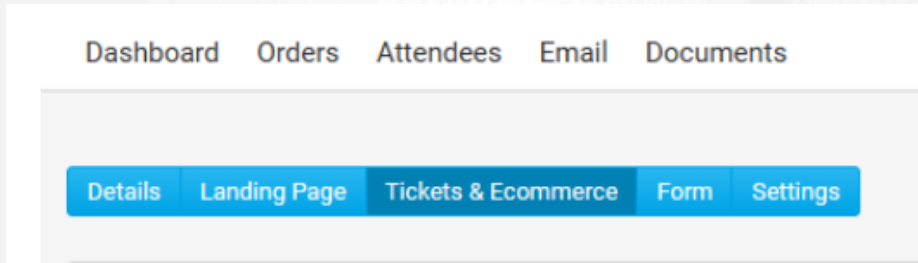 Dashboard Orders Attendees Email Documents
Details Landing Page Tickets & Ecommerce Form Settings